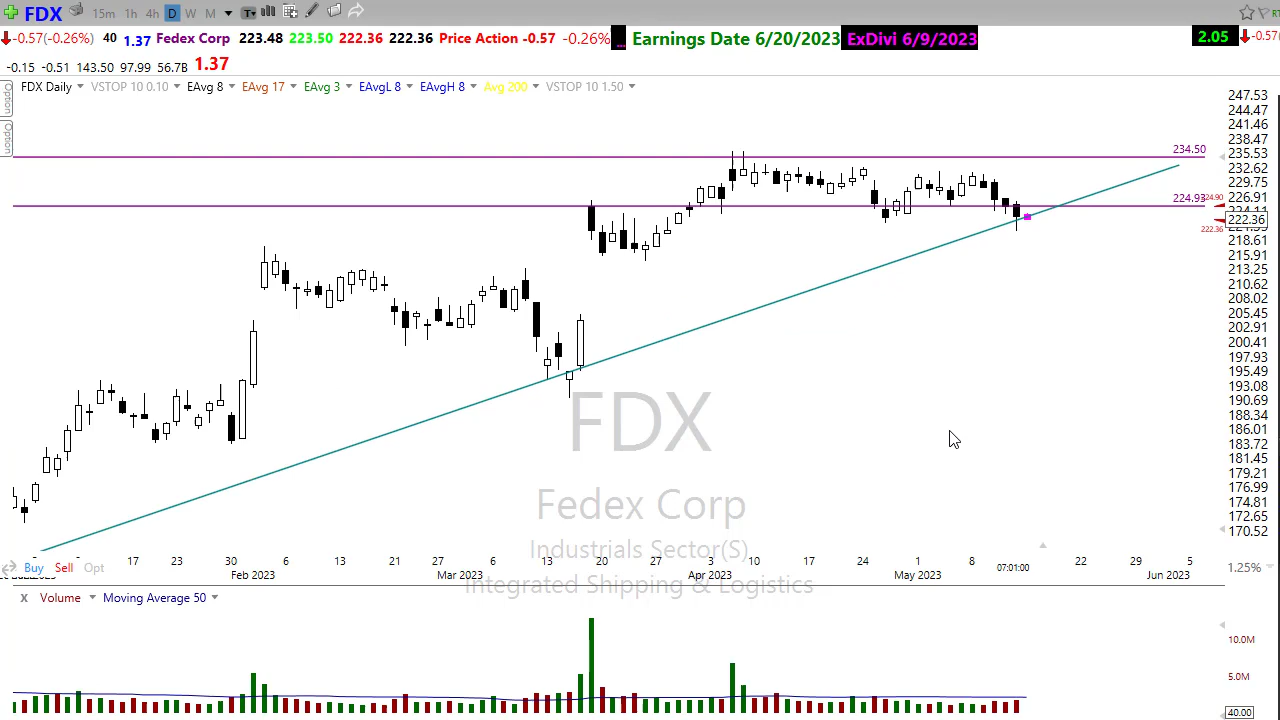 FDX 15m 1h 4h D W M T
-0.57(-0.26%) 40 1.37 Fedex Corp 223.48 223.50 222.36 222.36 Price Action -0.57 -0.26% ... Earnings Date 6/20/2023 ExDivi 6/9/2023 2.05 -0.57(
-0.15 -0.51 143.50 97.99 56.7B 1.37
FDX Daily VSTOP 10 0.10 EAvg 8 EAvg 17 EAvg 3 EAvgL 8 EAvgH 8 Avg 200 VSTOP 10 1.50
Option
Option
247.53
244.47
241.46
238.47
234.50
235.53
232.62
229.75
224.93
224.90
226.91
222.36
222.36
218.61
215.91
213.25
210.62
208.02
205.45
202.91
200.41
197.93
195.49
193.08
190.69
188.34
186.01
183.72
181.45
179.21
176.99
174.81
172.65
170.52
FDX
Fedex Corp
Industrials Sector(S)
Integrated Shipping & Logistics
17 23 30 6 13 21 27 6 13 20 27 3 10 17 24 1 8 07:01:00 22 29 5
Buy Sell Opt
Feb 2023 Mar 2023 Apr 2023 May 2023 Jun 2023
1.25%
X Volume Moving Average 50
10.0M
5.0M
40.00